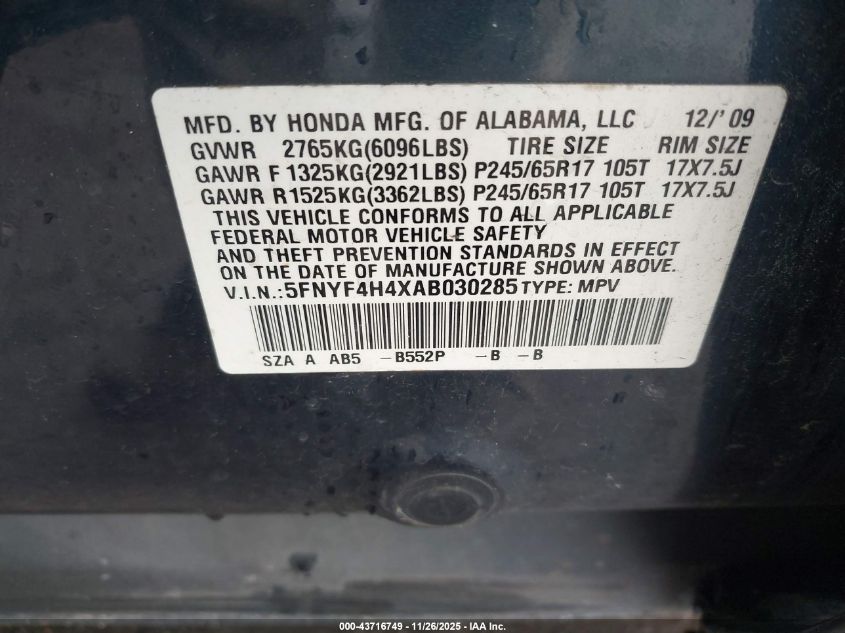 MFD. BY HONDA MFG. OF ALABAMA, LLC 12/'09
GVWR 2765KG(6096LBS) TIRE SIZE RIM SIZE
GAWR F 1325KG(2921LBS) P245/65R17 105T 17X7.5J
GAWR R1525KG(3362LBS) P245/65R17 105T 17X7.5J
THIS VEHICLE CONFORMS TO ALL APPLICABLE
FEDERAL MOTOR VEHICLE SAFETY
AND THEFT PREVENTION STANDARDS IN EFFECT
ON THE DATE OF MANUFACTURE SHOWN ABOVE.
V.I.N.:5FNYF4H4XAB030285 TYPE: MPV
SZA A AB5 -B552P -B -B
000-43716749 - 11/26/2025 - IAA Inc.